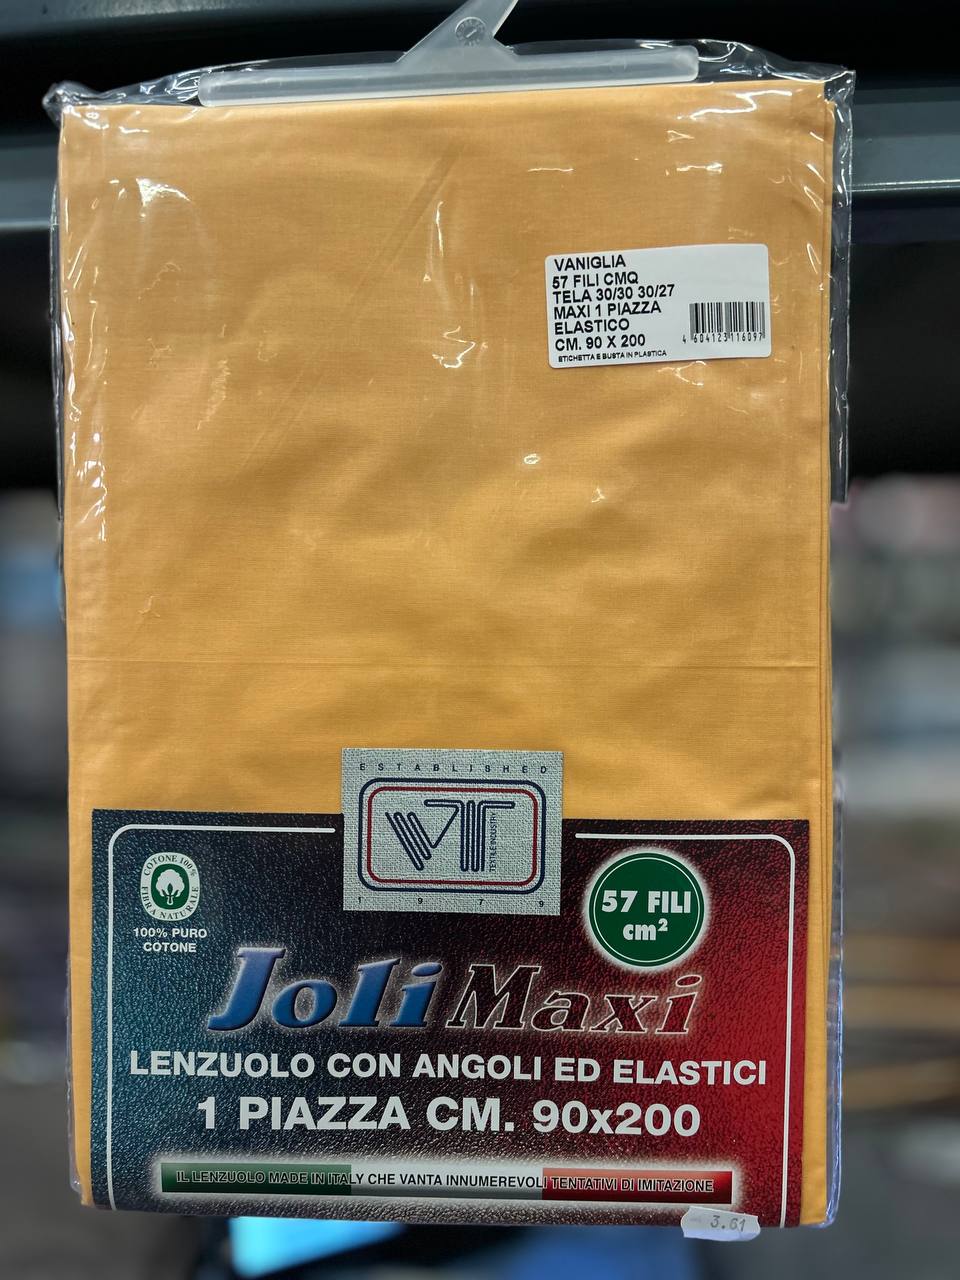 VANIGLIA
57 FILI CMQ
TELA 30/30 30/27
MAXI 1 PIAZZA
ELASTICO
CM. 90 X 200
ETICHETTA E BUSTA IN PLASTICA
4 604123 116097
ESTABLISHED
VT
TEXTILE INDUSTRY
1979
COTONE 100%
FIBRA NATURALE
100% PURO
COTONE
57 FILI
cm²
Joli Maxi
LENZUOLO CON ANGOLI ED ELASTICI
1 PIAZZA CM. 90x200
IL LENZUOLO MADE IN ITALY CHE VANTA INNUMEREVOLI TENTATIVI DI IMITAZIONE
3.61